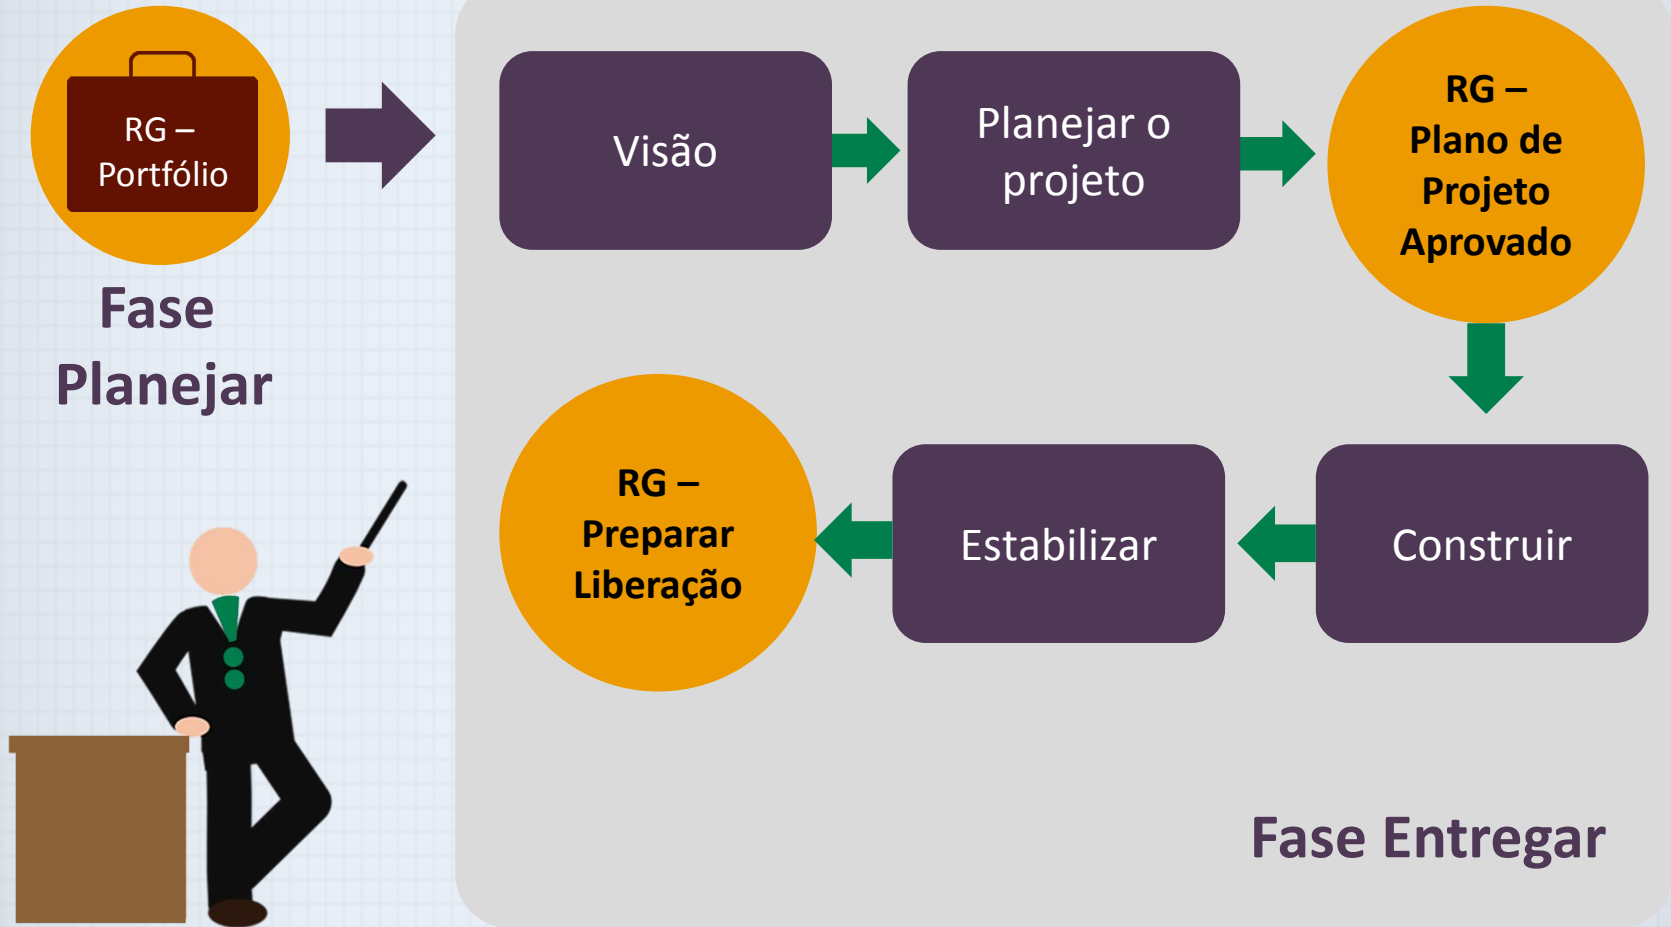 RG –
Portfólio
Fase
Planejar
Visão
Planejar o
projeto
RG –
Plano de
Projeto
Aprovado
Construir
Estabilizar
RG –
Preparar
Liberação
Fase Entregar